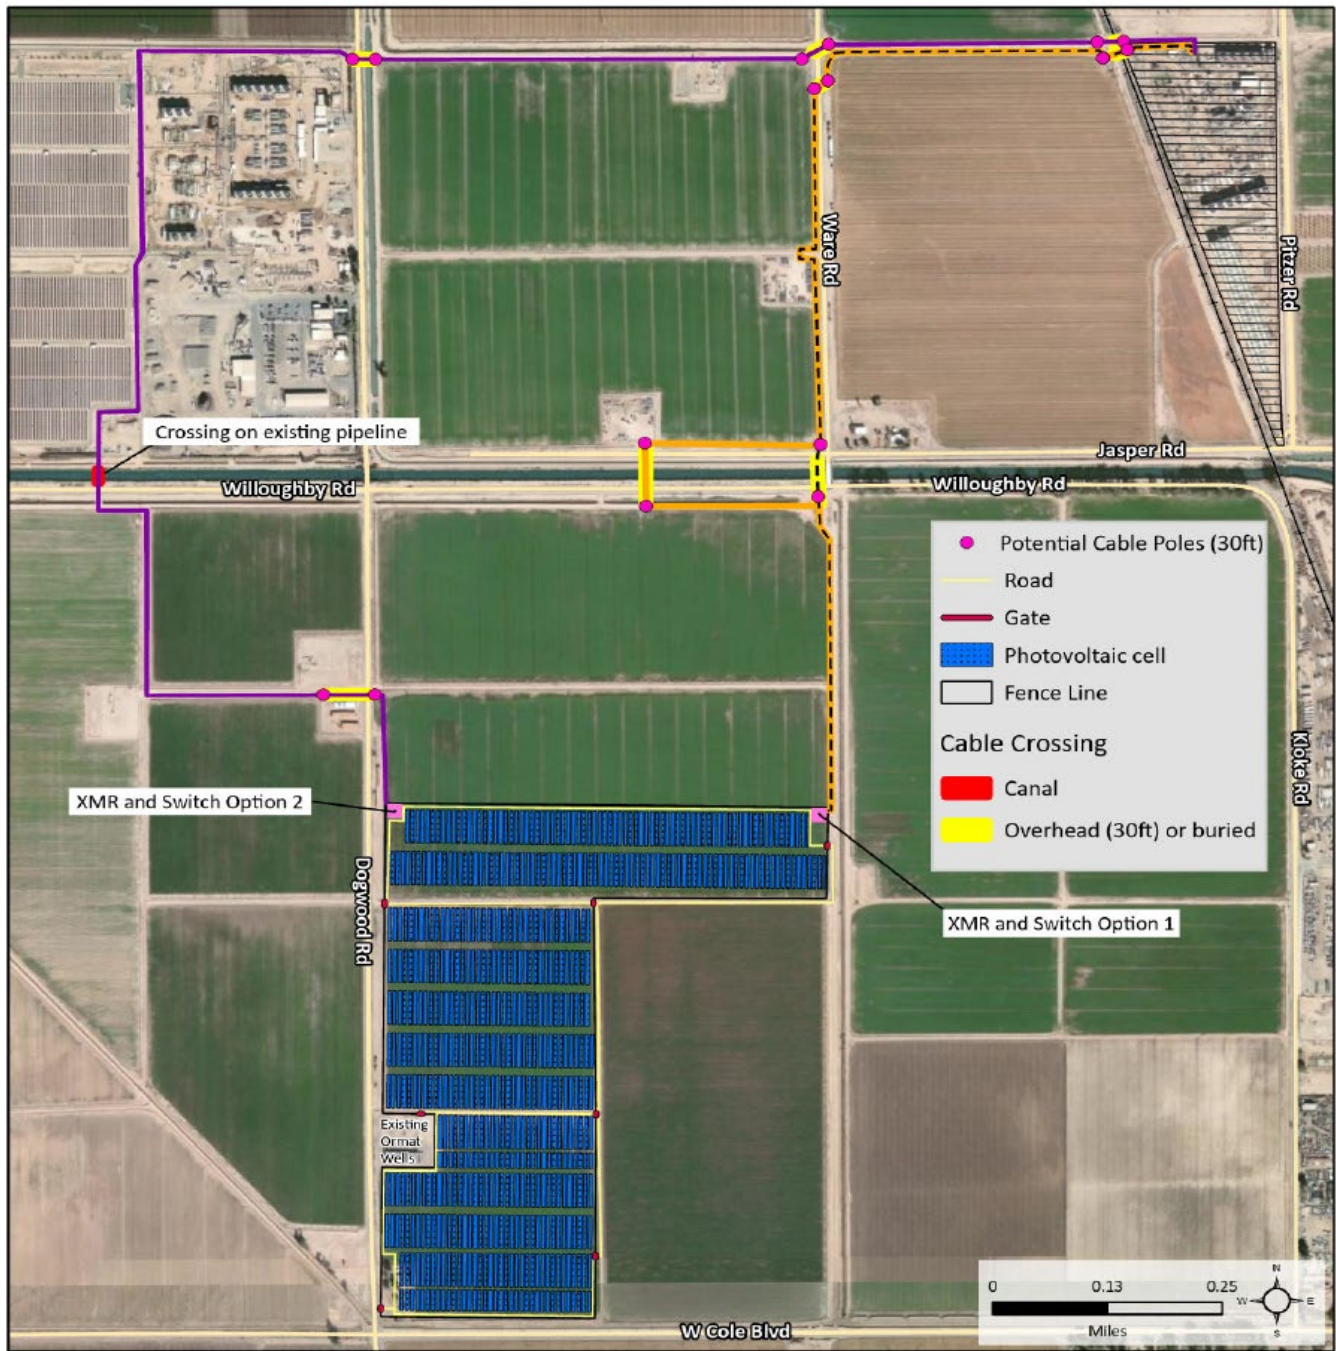 Ware Rd
Pitzer Rd
Crossing on existing pipeline
Jasper Rd
Willoughby Rd
Willoughby Rd
Potential Cable Poles (30ft)
Road
Gate
Photovoltaic cell
Fence Line
Cable Crossing
Canal
Overhead (30ft) or buried
Kloke Rd
XMR and Switch Option 2
Dogwood Rd
XMR and Switch Option 1
Existing
Ormat
Wells
N
W
E
S
0 0.13 0.25
Miles
W Cole Blvd